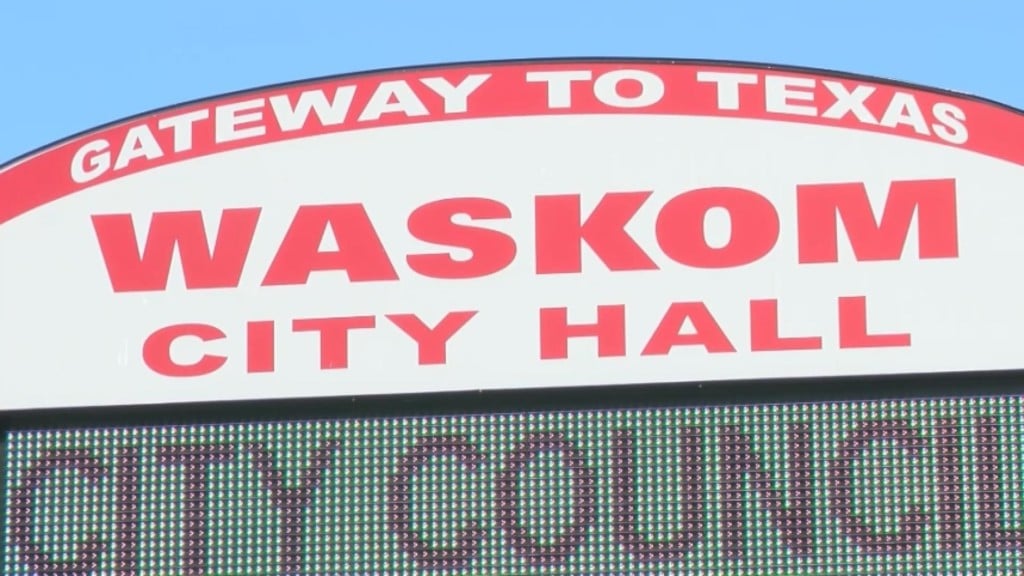 GATEWAY TO TEXAS
WASKOM
CITY HALL
CITY COUNCIL